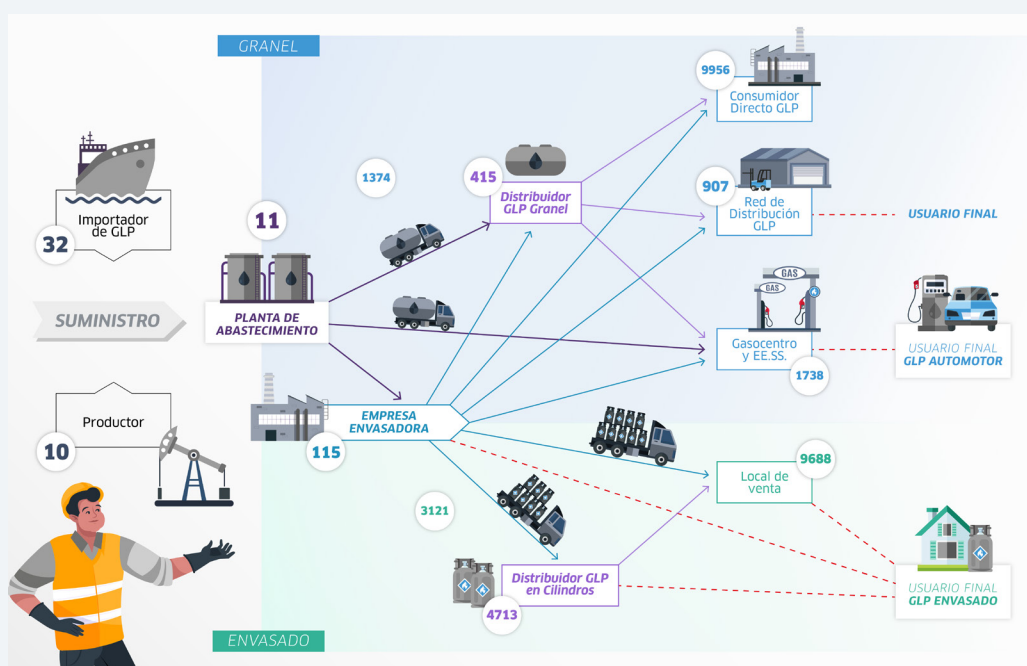 GRANEL
9956
Consumidor
Directo GLP
1374
415
Distribuidor
GLP Granel
907
Red de
Distribución
GLP
USUARIO FINAL
Importador
de GLP
32
11
PLANTA DE
ABASTECIMIENTO
SUMINISTRO
GAS
GAS
Gasocentro
y EE.SS.
1738
USUARIO FINAL
GLP AUTOMOTOR
Productor
10
EMPRESA
ENVASADORA
115
9688
Local de
venta
3121
Distribuidor GLP
en Cilindros
4713
USUARIO FINAL
GLP ENVASADO
ENVASADO